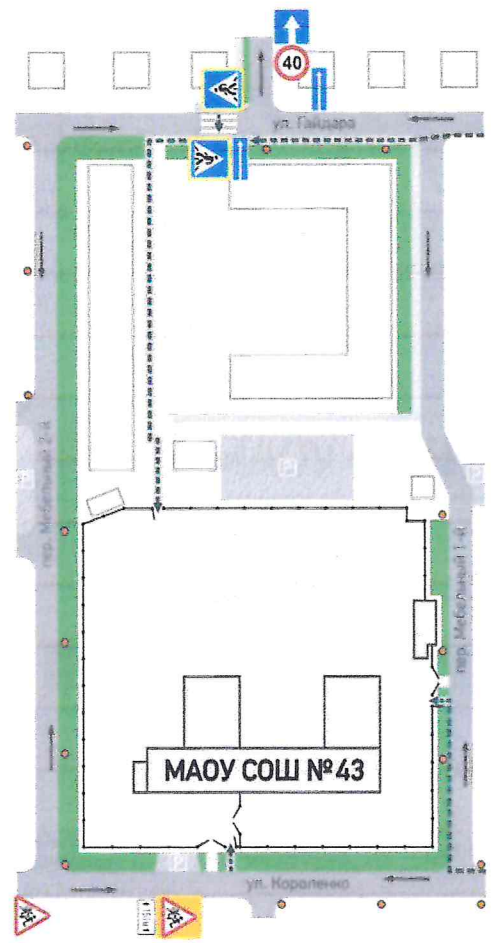 40
ул. Гайдара
пер. Мебельный 2-й
P
P
пер. Мебельный 1-й
МАОУ СОШ №43
P
ул. Короленко